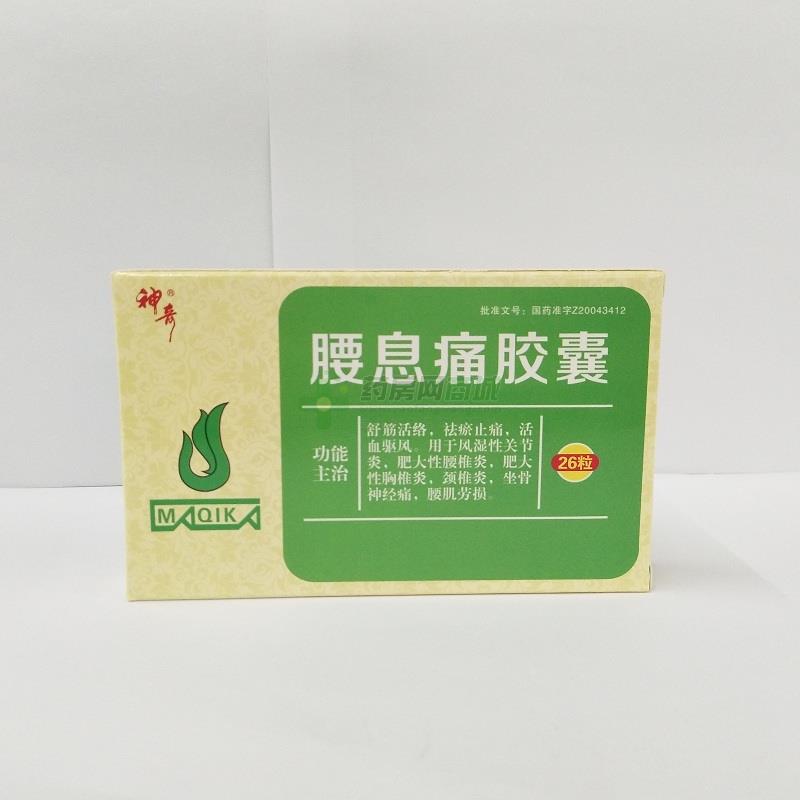 神奇®
批准文号：国药准字Z20043412
腰息痛胶囊
药房网商城
功能
主治
舒筋活络，祛瘀止痛，活
血驱风。用于风湿性关节
炎，肥大性腰椎炎，肥大
性胸椎炎，颈椎炎，坐骨
神经痛，腰肌劳损。
26粒
MAQIKA